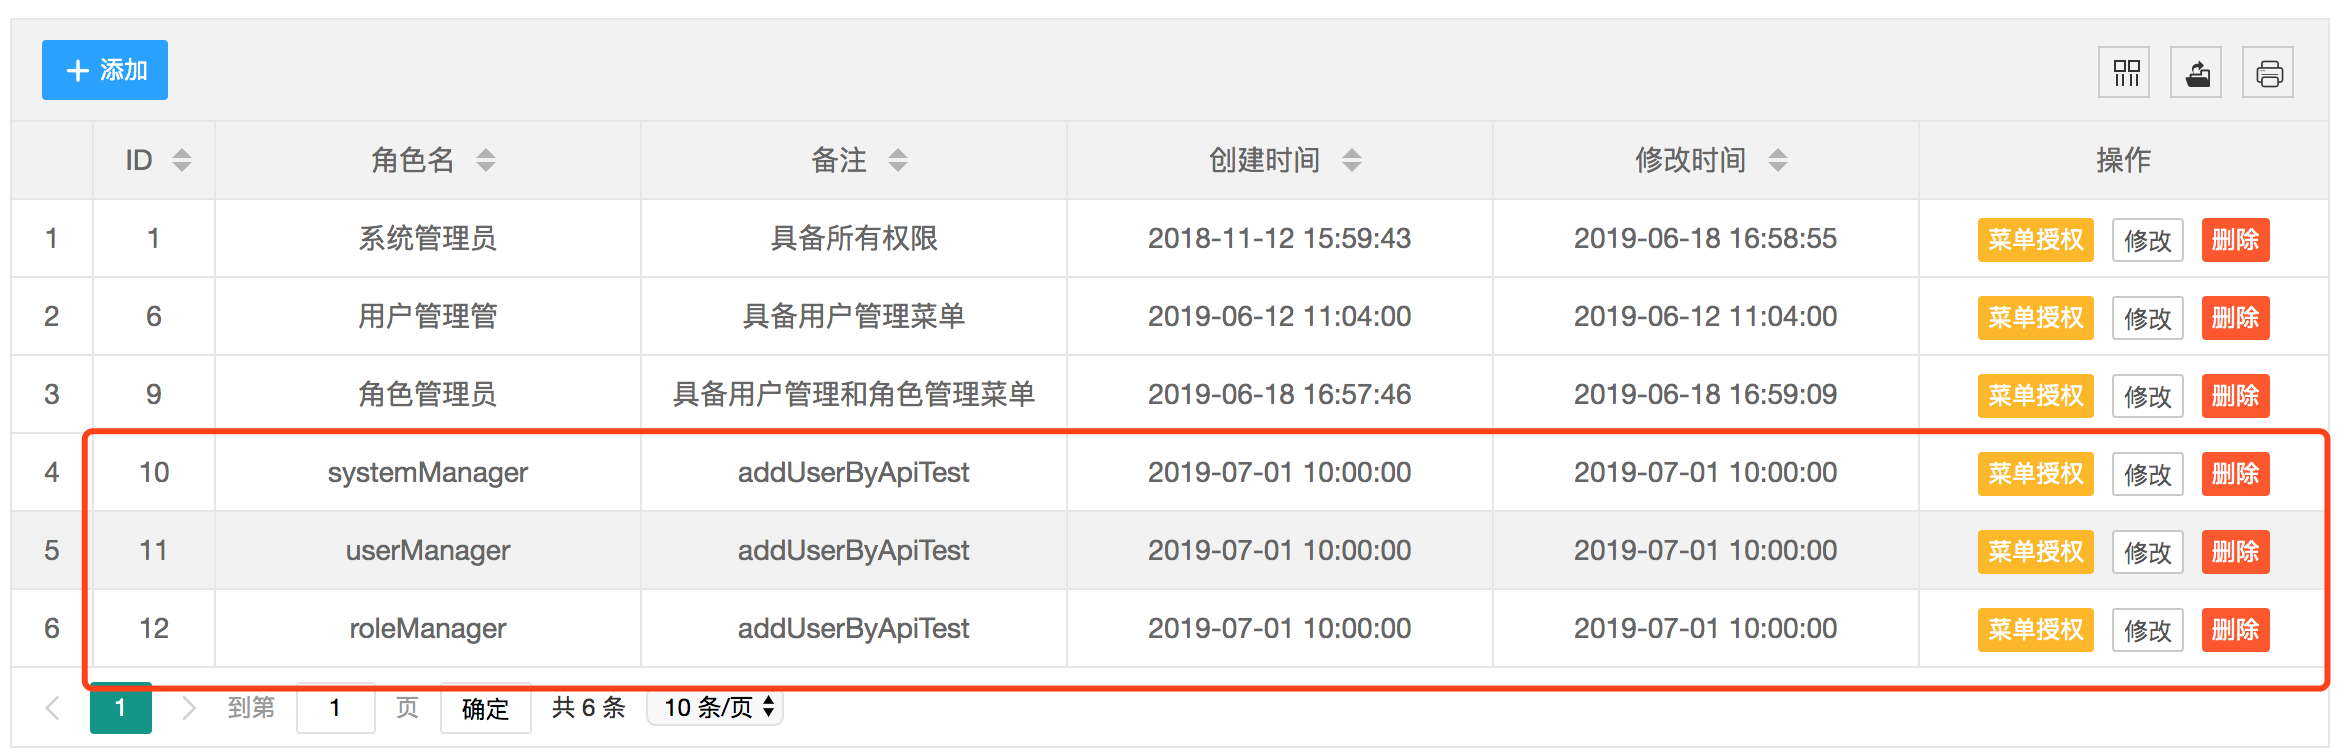 添加
ID 角色名 备注 创建时间 修改时间 操作
1 1 系统管理员 具备所有权限 2018-11-12 15:59:43 2019-06-18 16:58:55 菜单授权 修改 删除
2 6 用户管理管 具备用户管理菜单 2019-06-12 11:04:00 2019-06-12 11:04:00 菜单授权 修改 删除
3 9 角色管理员 具备用户管理和角色管理菜单 2019-06-18 16:57:46 2019-06-18 16:59:09 菜单授权 修改 删除
4 10 systemManager addUserByApiTest 2019-07-01 10:00:00 2019-07-01 10:00:00 菜单授权 修改 删除
5 11 userManager addUserByApiTest 2019-07-01 10:00:00 2019-07-01 10:00:00 菜单授权 修改 删除
6 12 roleManager addUserByApiTest 2019-07-01 10:00:00 2019-07-01 10:00:00 菜单授权 修改 删除
1 到第 1 页 确定 共 6 条 10 条/页